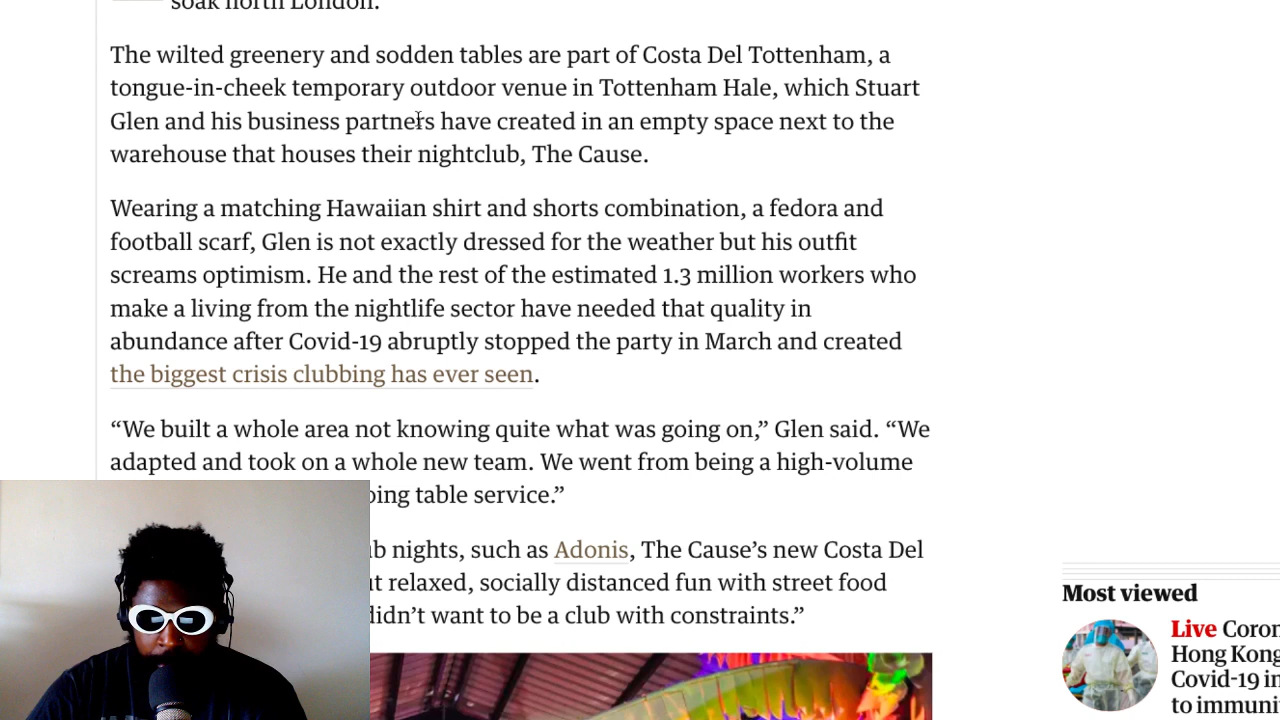 soak north London.
The wilted greenery and sodden tables are part of Costa Del Tottenham, a
tongue-in-cheek temporary outdoor venue in Tottenham Hale, which Stuart
Glen and his business partners have created in an empty space next to the
warehouse that houses their nightclub, The Cause.
Wearing a matching Hawaiian shirt and shorts combination, a fedora and
football scarf, Glen is not exactly dressed for the weather but his outfit
screams optimism. He and the rest of the estimated 1.3 million workers who
make a living from the nightlife sector have needed that quality in
abundance after Covid-19 abruptly stopped the party in March and created
the biggest crisis clubbing has ever seen.
“We built a whole area not knowing quite what was going on,” Glen said. “We
adapted and took on a whole new team. We went from being a high-volume
table service.”
nights, such as Adonis, The Cause’s new Costa Del
relaxed, socially distanced fun with street food
didn’t want to be a club with constraints.”
Most viewed
Live
Hong Kong
Covid-19
to